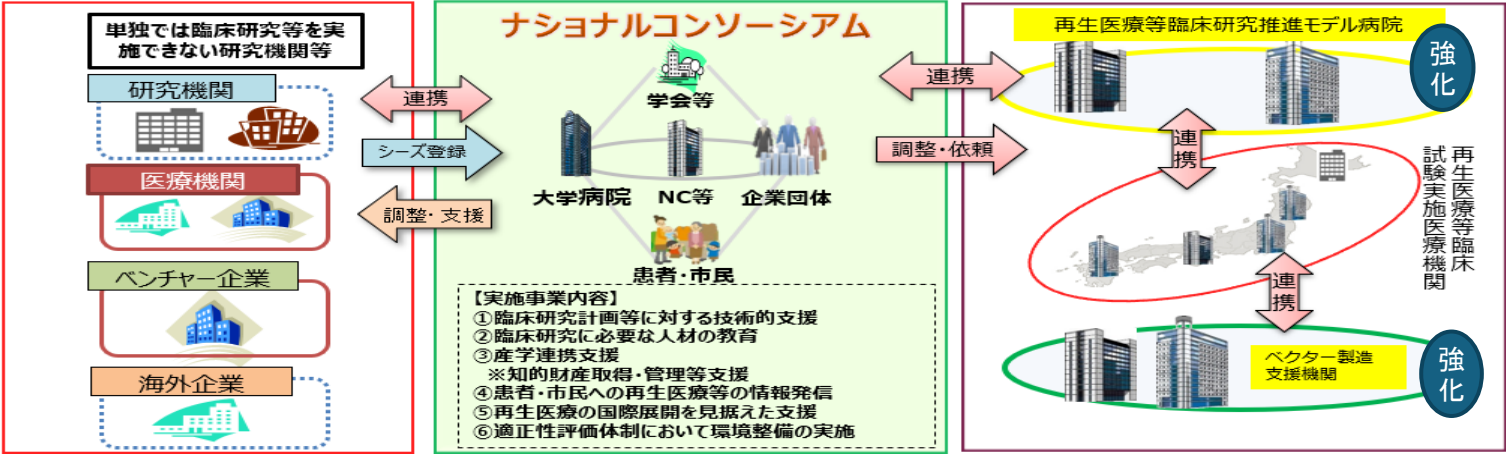 単独では臨床研究等を実
施できない研究機関等
研究機関
医療機関
ベンチャー企業
海外企業
連携
シーズ登録
調整・支援
ナショナルコンソーシアム
学会等
大学病院
NC等
企業団体
患者・市民
【実施事業内容】
①臨床研究計画等に対する技術的支援
②臨床研究に必要な人材の教育
③産学連携支援
※知的財産取得・管理等支援
④患者・市民への再生医療等の情報発信
⑤再生医療の国際展開を見据えた支援
⑥適正性評価体制において環境整備の実施
連携
調整・依頼
再生医療等臨床研究推進モデル病院
強化
連携
再生医療等臨床
試験実施医療機関
連携
ベクター製造
支援機関
強化